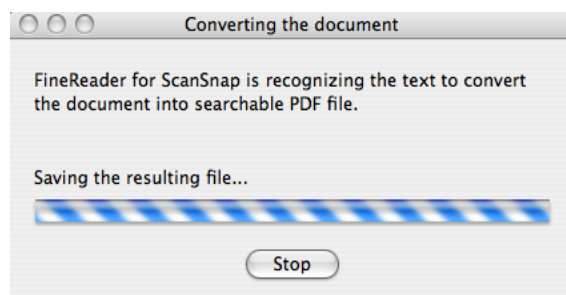 Converting the document
FineReader for ScanSnap is recognizing the text to convert
the document into searchable PDF file.
Saving the resulting file...
Stop